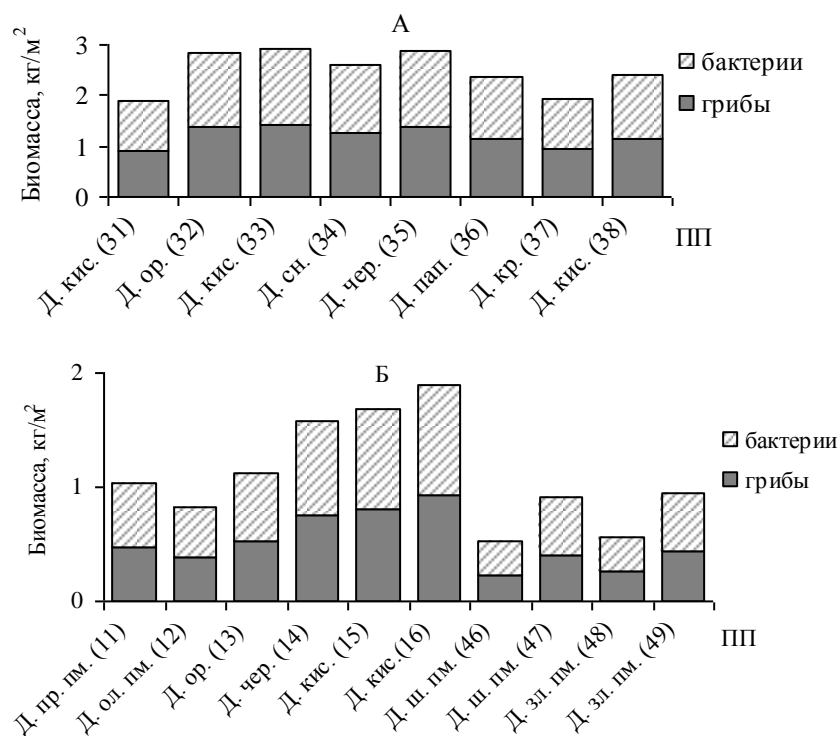 А
Биомасса, кг/м²
3
2
1
0
бактерии
грибы
ПП
Д. кис. (31)
Д. ор. (32)
Д. кис. (33)
Д. сн. (34)
Д. чер. (35)
Д. пап. (36)
Д. кр. (37)
Д. кис. (38)
Б
Биомасса, кг/м²
2
1
0
бактерии
грибы
ПП
Д. пр. пм. (11)
Д. ол. пм. (12)
Д. ор. (13)
Д. чер. (14)
Д. кис. (15)
Д. кис.(16)
Д. ш. пм. (46)
Д. ш. пм. (47)
Д. зл. пм. (48)
Д. зл. пм. (49)